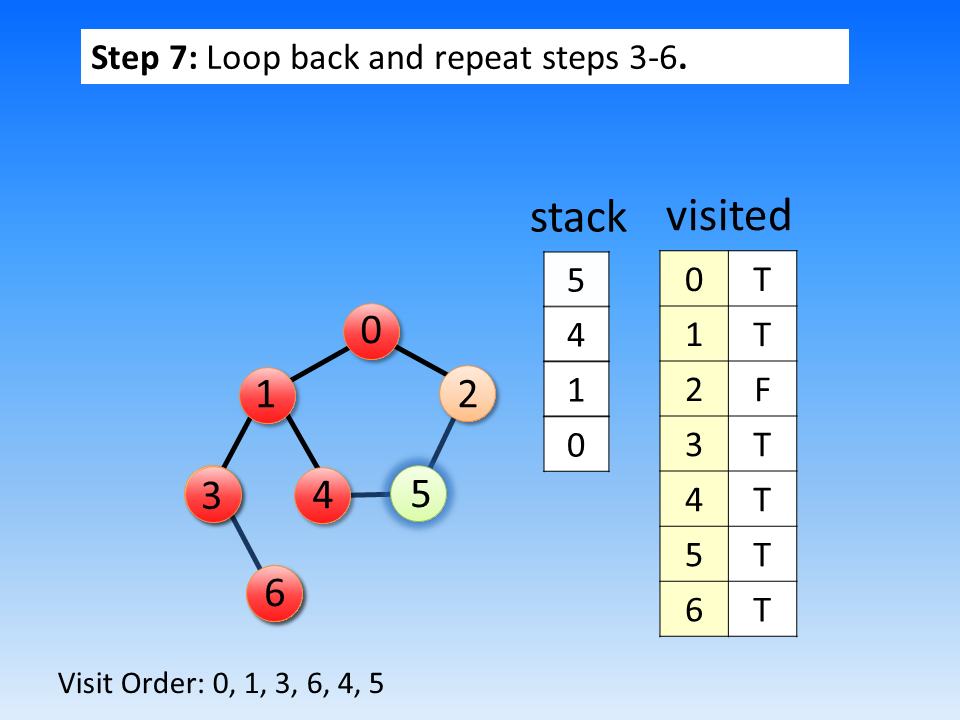 Step 7: Loop back and repeat steps 3-6.
stack visited
5
4
1
0
0 T
1 T
2 F
3 T
4 T
5 T
6 T
0
1 2
3 4 5
6
Visit Order: 0, 1, 3, 6, 4, 5